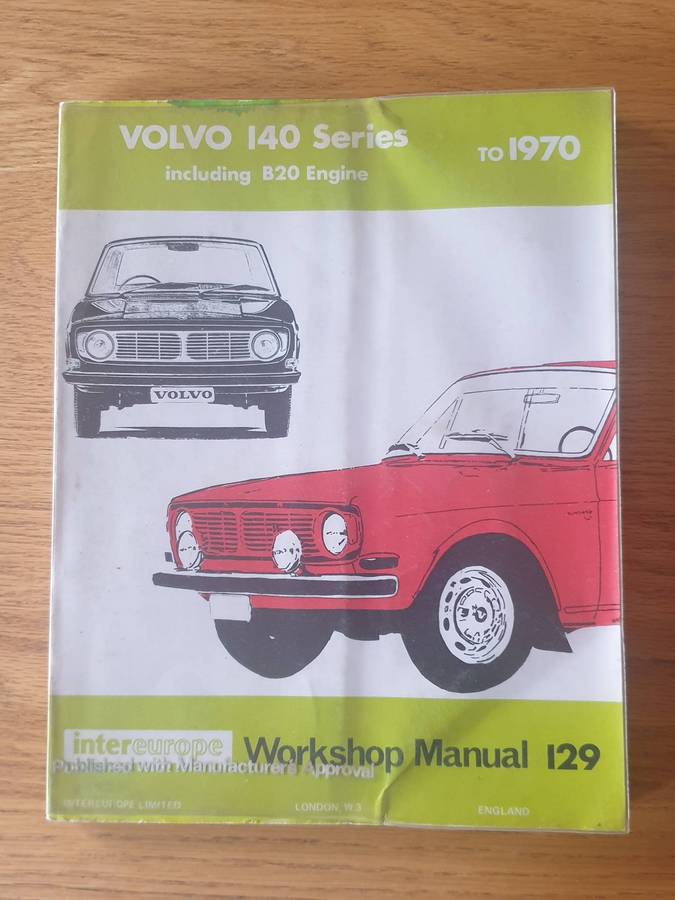 VOLVO 140 Series
TO 1970
including B20 Engine
VOLVO
intereurope
Workshop Manual 129
Published with Manufacturer's Approval
INTEREUROPE LIMITED
LONDON, W 3
ENGLAND